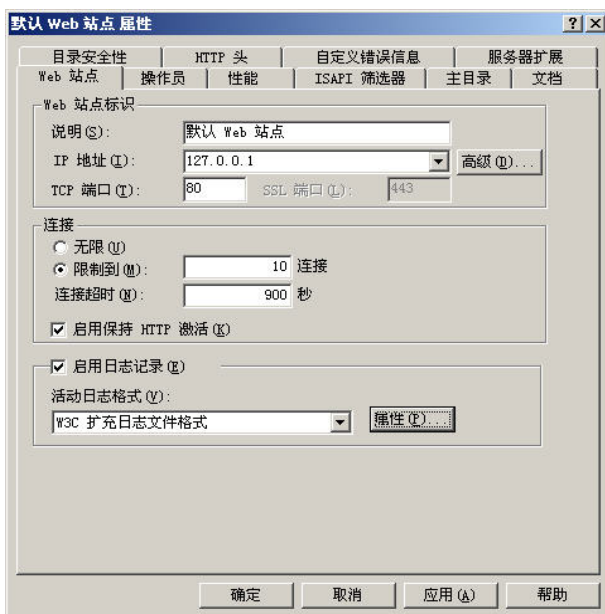 默认 Web 站点 属性
目录安全性 HTTP 头 自定义错误信息 服务器扩展
Web 站点 操作员 性能 ISAPI 筛选器 主目录 文档
Web 站点标识
说明(S): 默认 Web 站点
IP 地址(I): 127.0.0.1 高级(D)...
TCP 端口(T): 80 SSL 端口(L): 443
连接
无限(U)
限制到(M): 10 连接
连接超时(N): 900 秒
启用保持 HTTP 激活(K)
启用日志记录(E)
活动日志格式(V):
W3C 扩充日志文件格式 属性(P)...
确定 取消 应用(A) 帮助